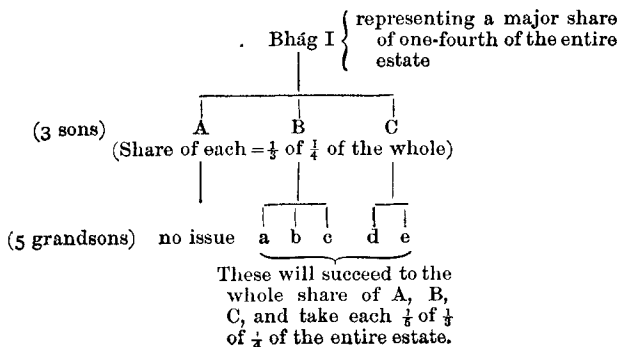 representing a major share
Bhág I { of one-fourth of the entire
estate
(3 sons) A B C
(Share of each = ⅓ of ¼ of the whole)
(5 grandsons) no issue a b c d e
These will succeed to the
whole share of A, B,
C, and take each ⅕ of ⅓
of ¼ of the entire estate.